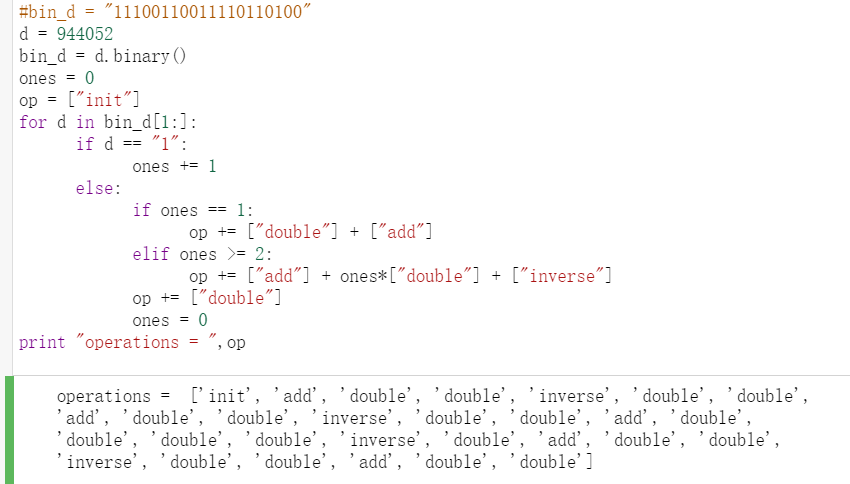 #bin_d = "11100110011110110100"
d = 944052
bin_d = d.binary()
ones = 0
op = ["init"]
for d in bin_d[1:]:
if d == "1":
ones += 1
else:
if ones == 1:
op += ["double"] + ["add"]
elif ones >= 2:
op += ["add"] + ones*["double"] + ["inverse"]
op += ["double"]
ones = 0
print "operations = ",op
operations =  ['init', 'add', 'double', 'double', 'inverse', 'double', 'double',
'add', 'double', 'double', 'inverse', 'double', 'double', 'add', 'double',
'double', 'double', 'double', 'inverse', 'double', 'add', 'double', 'double',
'inverse', 'double', 'double', 'add', 'double', 'double']